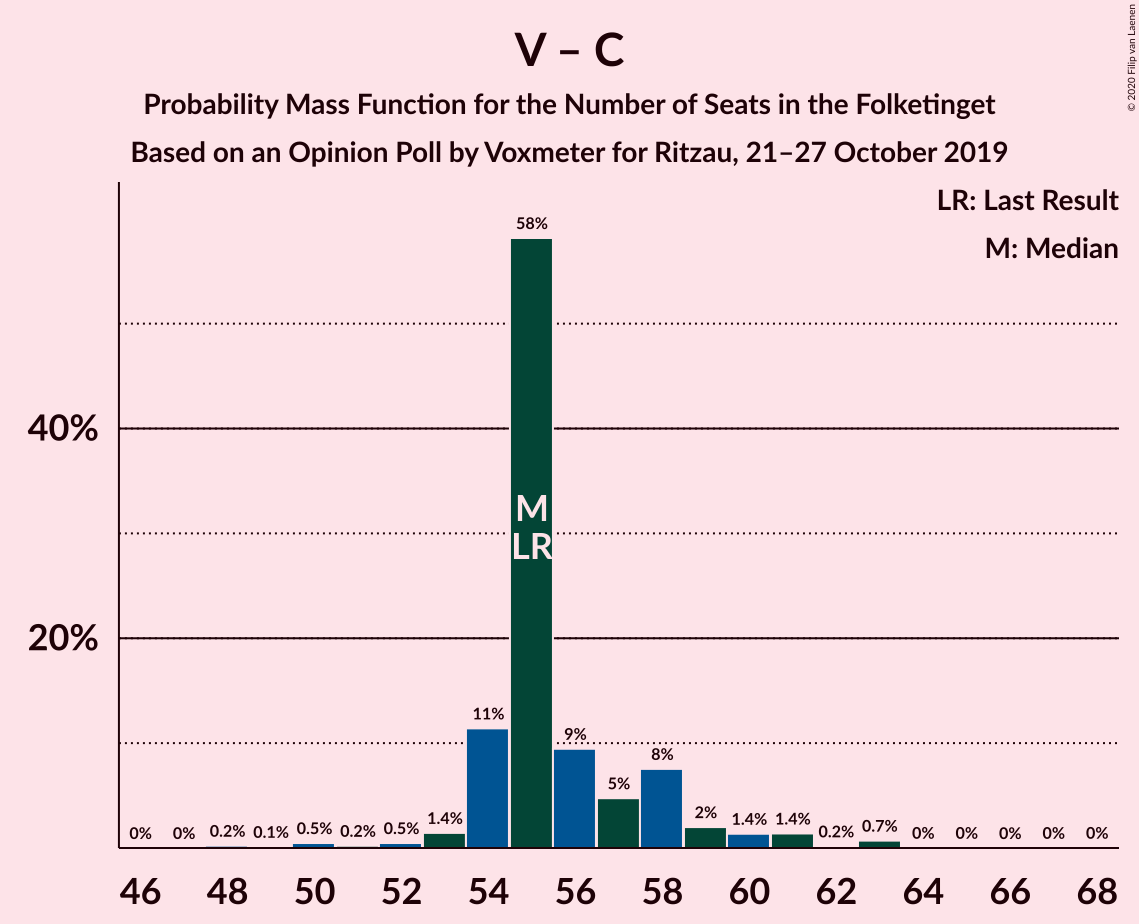 V – C
Probability Mass Function for the Number of Seats in the Folketinget
Based on an Opinion Poll by Voxmeter for Ritzau, 21–27 October 2019
© 2020 Filip van Laenen
LR: Last Result
M: Median
58%
40%
M
LR
20%
11%
9%
8%
5%
2%
0% 0% 0.2% 0.1% 0.5% 0.2% 0.5% 1.4% 1.4% 1.4% 0.2% 0.7% 0% 0% 0% 0% 0%
46 48 50 52 54 56 58 60 62 64 66 68